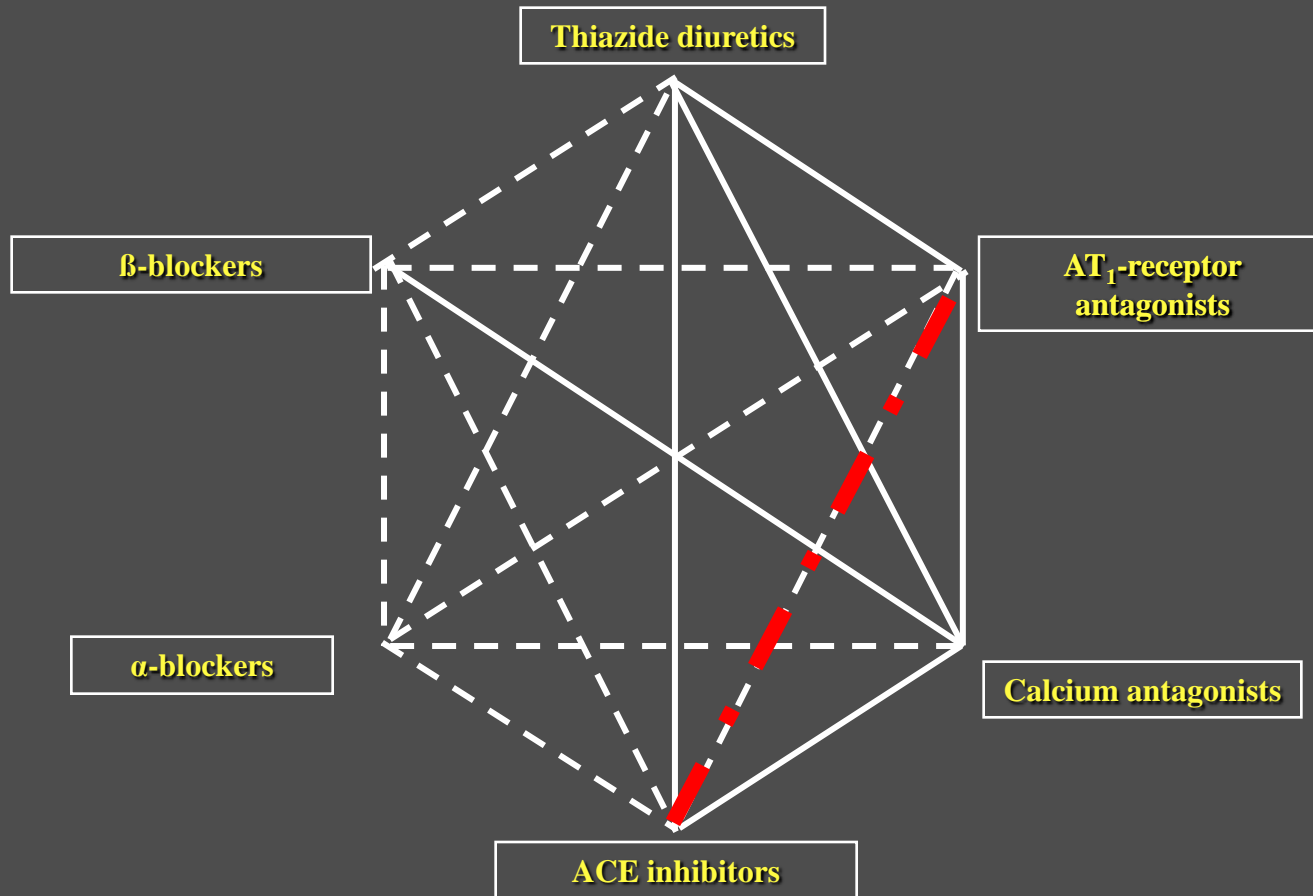 Thiazide diuretics
ß-blockers
AT₁-receptor
antagonists
α-blockers
Calcium antagonists
ACE inhibitors